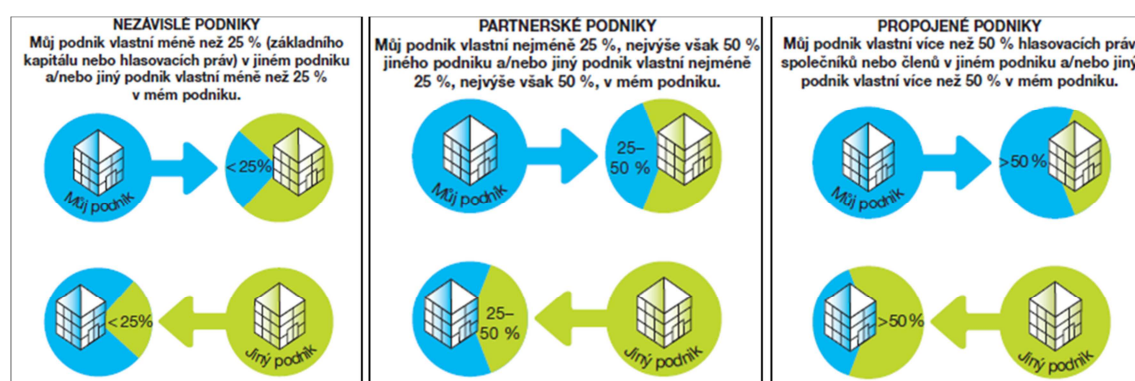 NEZÁVISLÉ PODNIKY
Můj podnik vlastní méně než 25 % (základního
kapitálu nebo hlasovacích práv) v jiném podniku
a/nebo jiný podnik vlastní méně než 25 %
v mém podniku.
< 25%
Můj podnik
< 25%
Jiný podnik
PARTNERSKÉ PODNIKY
Můj podnik vlastní nejméně 25 %, nejvýše však 50 %
jiného podniku a/nebo jiný podnik vlastní nejméně
25 %, nejvýše však 50 %, v mém podniku.
25–
50 %
Můj podnik
25–
50 %
Jiný podnik
PROPOJENÉ PODNIKY
Můj podnik vlastní více než 50 % hlasovacích práv
společníků nebo členů v jiném podniku a/nebo jiný
podnik vlastní více než 50 % v mém podniku.
>50 %
Můj podnik
>50%
Jiný podnik